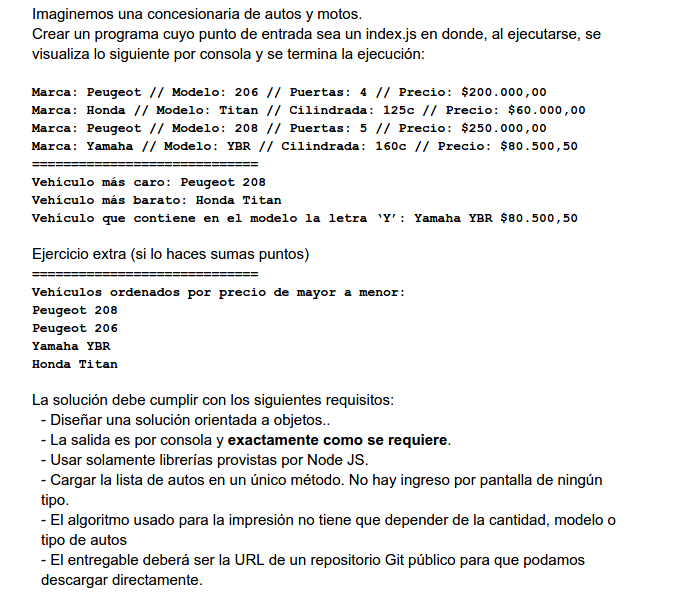 Imaginemos una concesionaria de autos y motos.
Crear un programa cuyo punto de entrada sea un index.js en donde, al ejecutarse, se
visualiza lo siguiente por consola y se termina la ejecución:
Marca: Peugeot // Modelo: 206 // Puertas: 4 // Precio: $200.000,00
Marca: Honda // Modelo: Titan // Cilindrada: 125c // Precio: $60.000,00
Marca: Peugeot // Modelo: 208 // Puertas: 5 // Precio: $250.000,00
Marca: Yamaha // Modelo: YBR // Cilindrada: 160c // Precio: $80.500,50
=============================
Vehículo más caro: Peugeot 208
Vehículo más barato: Honda Titan
Vehículo que contiene en el modelo la letra ‘Y’: Yamaha YBR $80.500,50
Ejercicio extra (si lo haces sumas puntos)
=============================
Vehículos ordenados por precio de mayor a menor:
Peugeot 208
Peugeot 206
Yamaha YBR
Honda Titan
La solución debe cumplir con los siguientes requisitos:
- Diseñar una solución orientada a objetos..
- La salida es por consola y exactamente como se requiere.
- Usar solamente librerías provistas por Node JS.
- Cargar la lista de autos en un único método. No hay ingreso por pantalla de ningún
tipo.
- El algoritmo usado para la impresión no tiene que depender de la cantidad, modelo o
tipo de autos
- El entregable deberá ser la URL de un repositorio Git público para que podamos
descargar directamente.